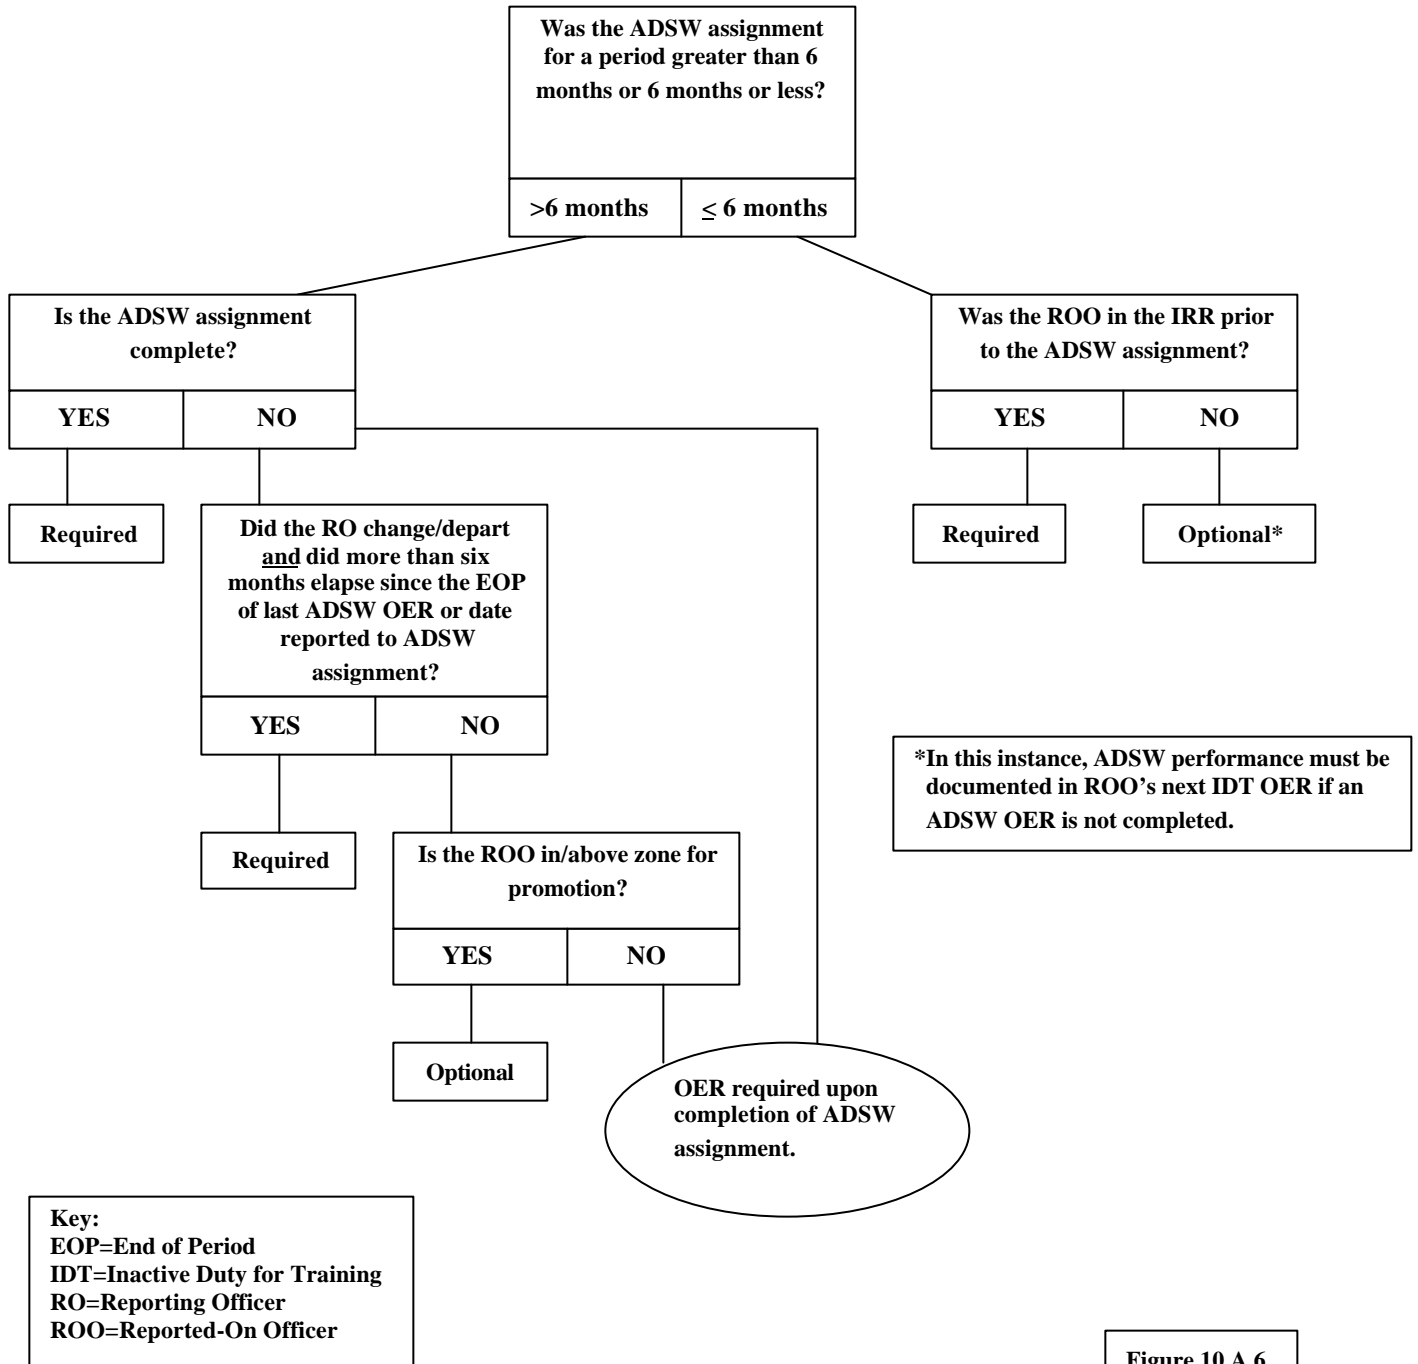 Was the ADSW assignment
for a period greater than 6
months or 6 months or less?
>6 months
≤ 6 months
Is the ADSW assignment
complete?
YES
NO
Was the ROO in the IRR prior
to the ADSW assignment?
YES
NO
Required
Did the RO change/depart
and did more than six
months elapse since the EOP
of last ADSW OER or date
reported to ADSW
assignment?
YES
NO
Required
Optional*
*In this instance, ADSW performance must be
documented in ROO's next IDT OER if an
ADSW OER is not completed.
Required
Is the ROO in/above zone for
promotion?
YES
NO
Optional
OER required upon
completion of ADSW
assignment.
Key:
EOP=End of Period
IDT=Inactive Duty for Training
RO=Reporting Officer
ROO=Reported-On Officer
Figure 10.A.6